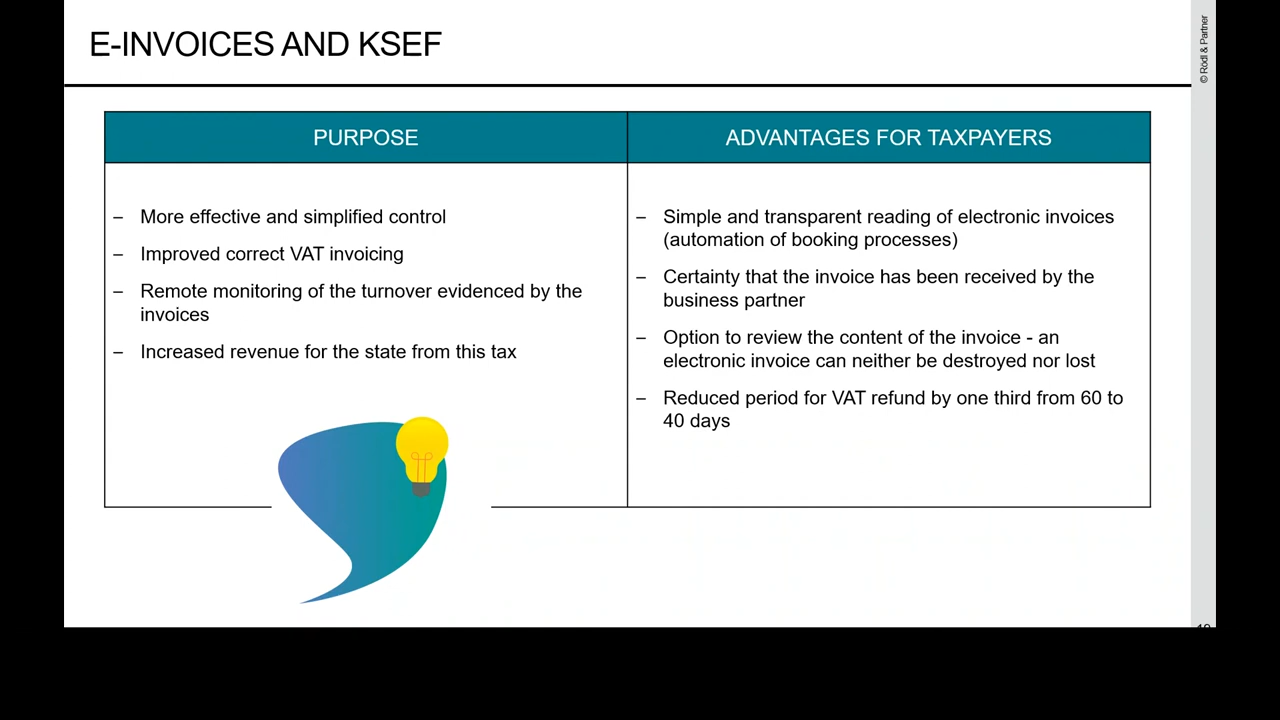 E-INVOICES AND KSEF
© Rödl & Partner
PURPOSE
– More effective and simplified control
– Improved correct VAT invoicing
– Remote monitoring of the turnover evidenced by the
invoices
– Increased revenue for the state from this tax
ADVANTAGES FOR TAXPAYERS
– Simple and transparent reading of electronic invoices
(automation of booking processes)
– Certainty that the invoice has been received by the
business partner
– Option to review the content of the invoice - an
electronic invoice can neither be destroyed nor lost
– Reduced period for VAT refund by one third from 60 to
40 days